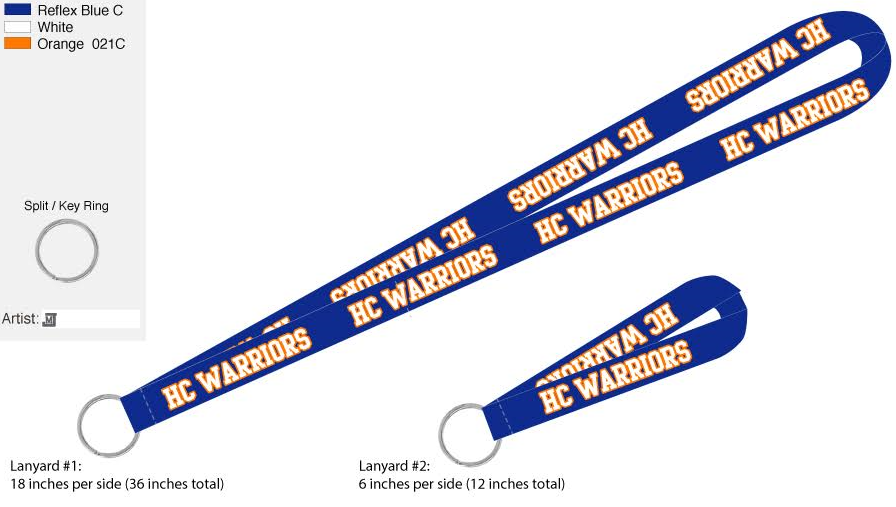 Reflex Blue C
White
Orange 021C
Split / Key Ring
Artist:
HC WARRIORS
HC WARRIORS
HC WARRIORS
HC WARRIORS
HC WARRIORS
HC WARRIORS
HC WARRIORS
HC WARRIORS
HC WARRIORS
Lanyard #1:
18 inches per side (36 inches total)
Lanyard #2:
6 inches per side (12 inches total)